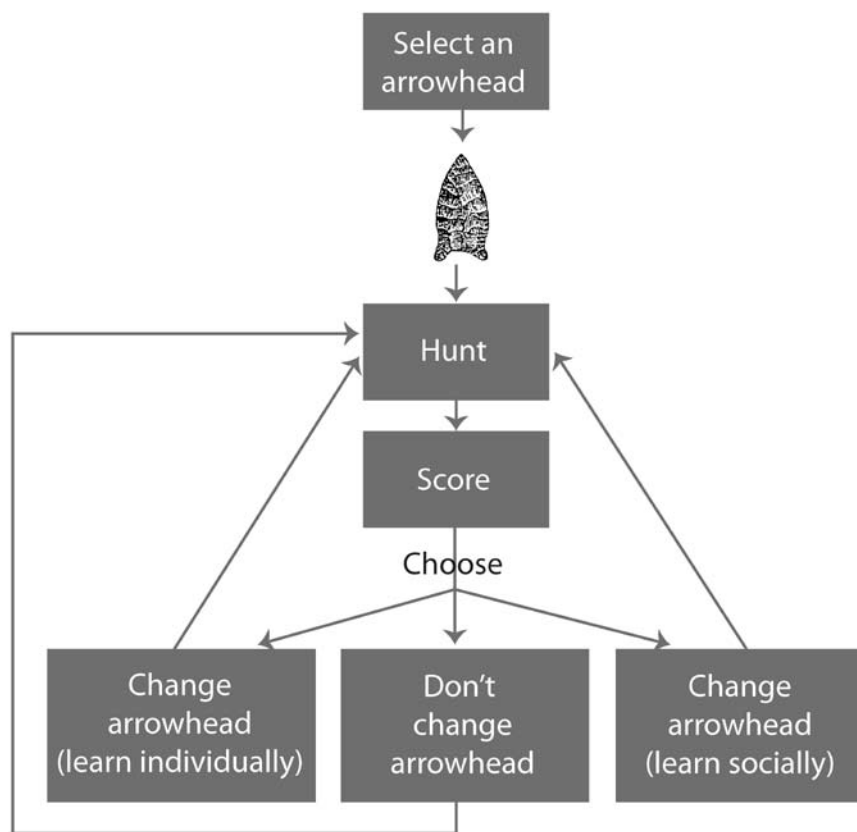 Select an
arrowhead
Hunt
Score
Choose
Change
arrowhead
(learn individually)
Don't
change
arrowhead
Change
arrowhead
(learn socially)